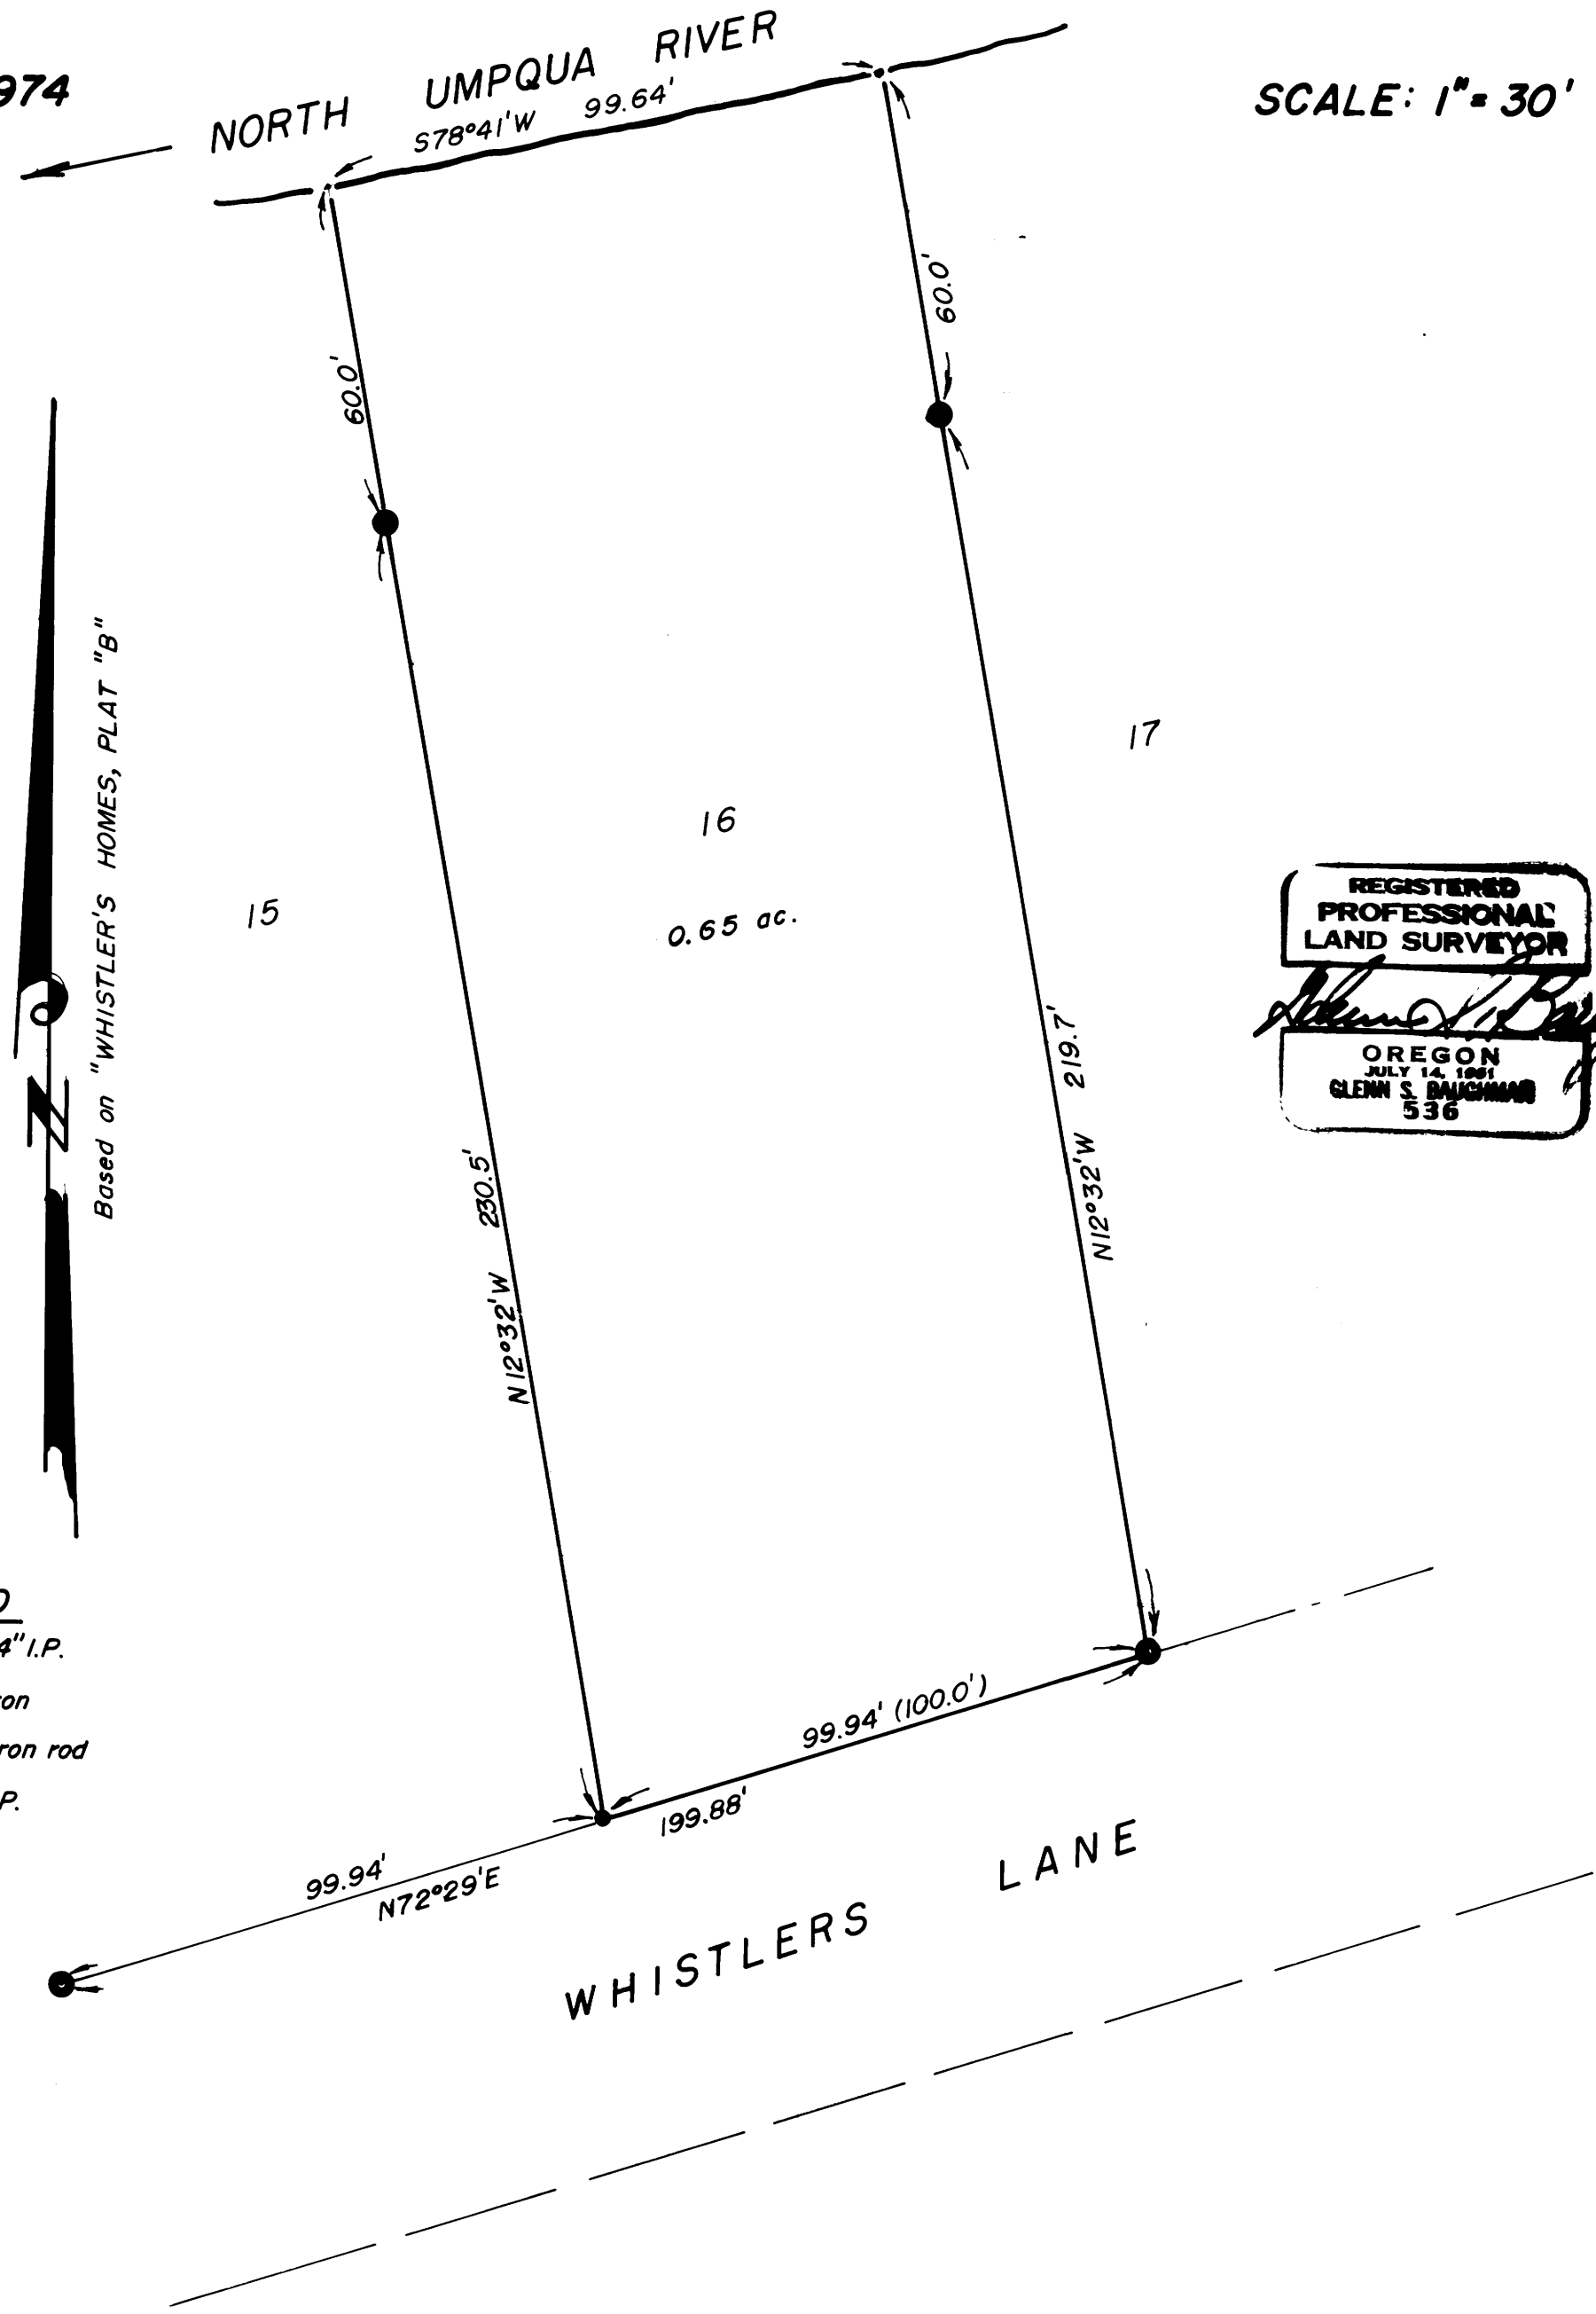 974
NORTH UMPQUA RIVER
S78°41'W 99.64'
SCALE: 1"= 30'
60.0'
60.0'
Based on "WHISTLER'S HOMES, PLAT "B"
N
15
16
0.65 ac.
17
N12°32'W 230.5'
N12°32'W 219.7'
REGISTERED
PROFESSIONAL
LAND SURVEYOR
OREGON
JULY 14, 1961
GLENN S. BAUGHMAN
536
4" I.P.
on
ron rod
P.
99.94' (100.0')
199.88'
99.94'
N72°29'E
WHISTLERS LANE